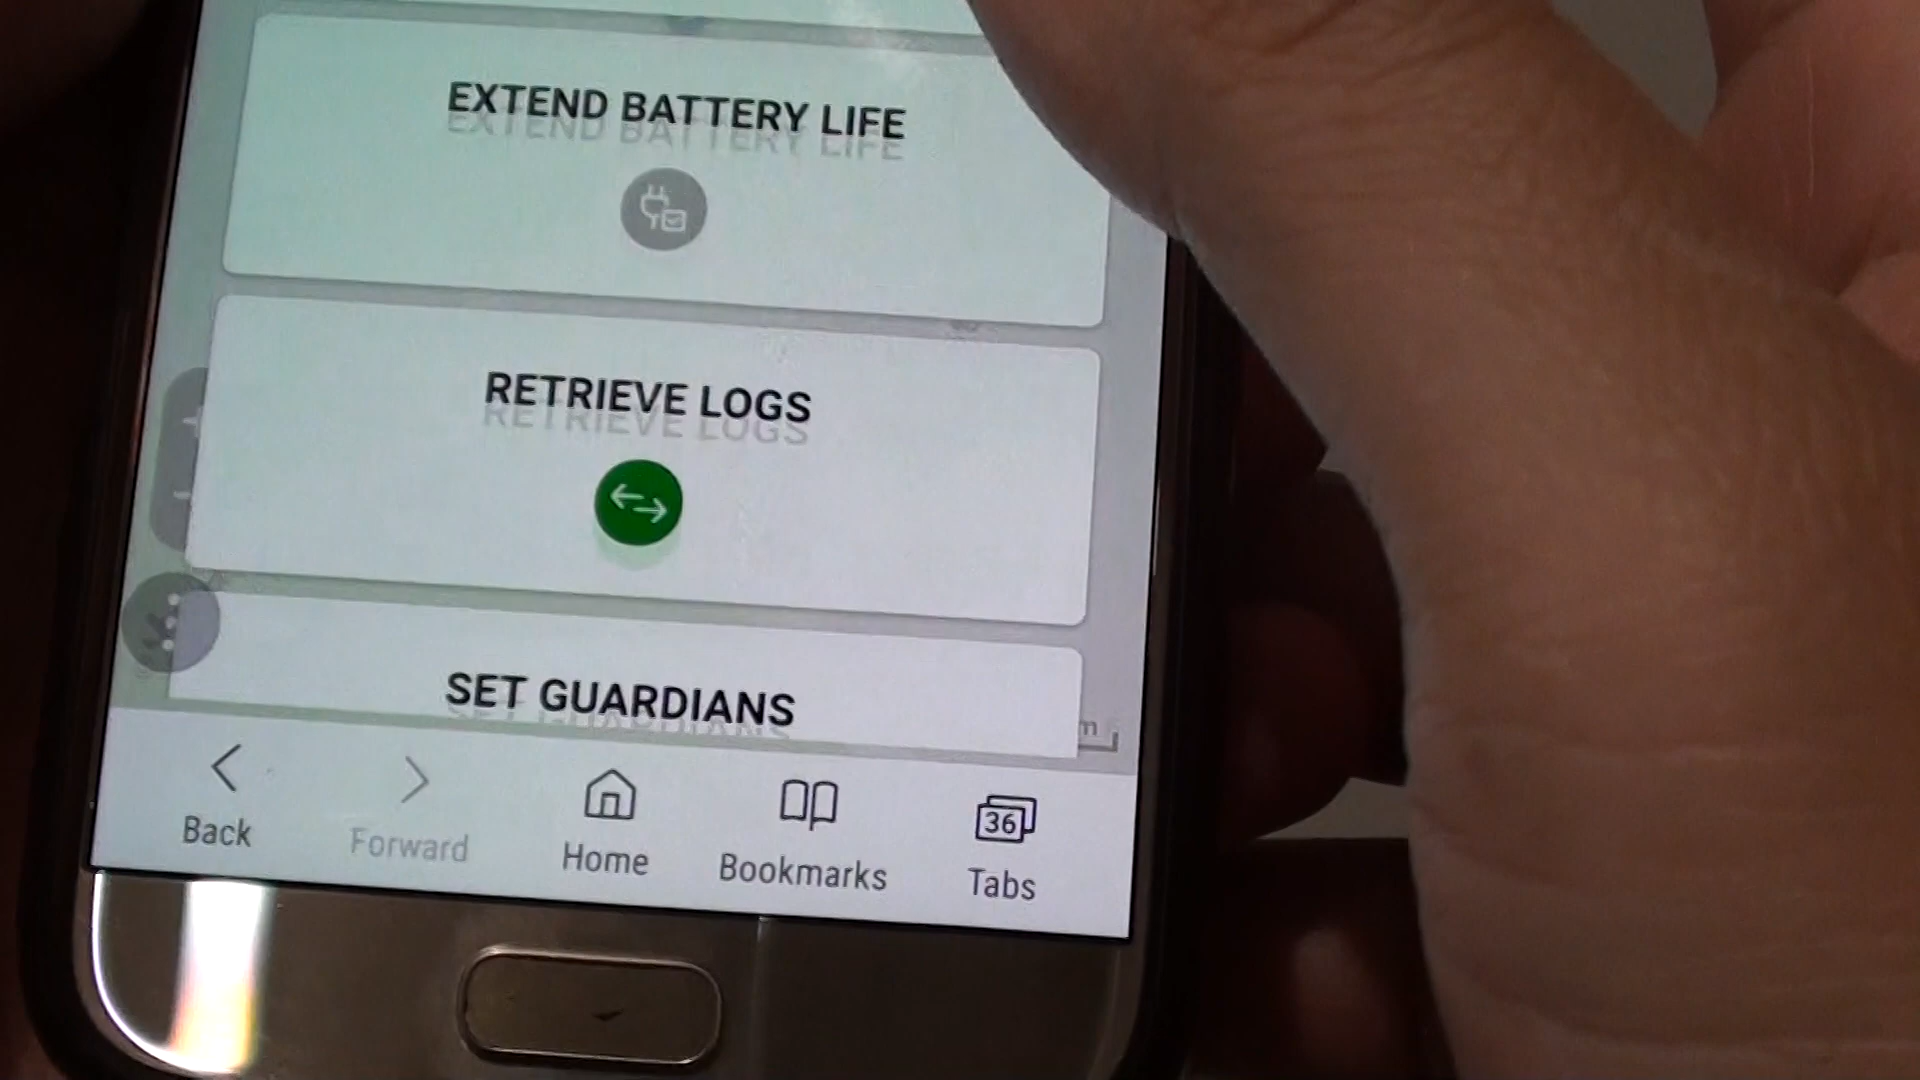 EXTEND BATTERY LIFE
RETRIEVE LOGS
SET GUARDIANS
m
Back
Forward
Home
Bookmarks
36
Tabs